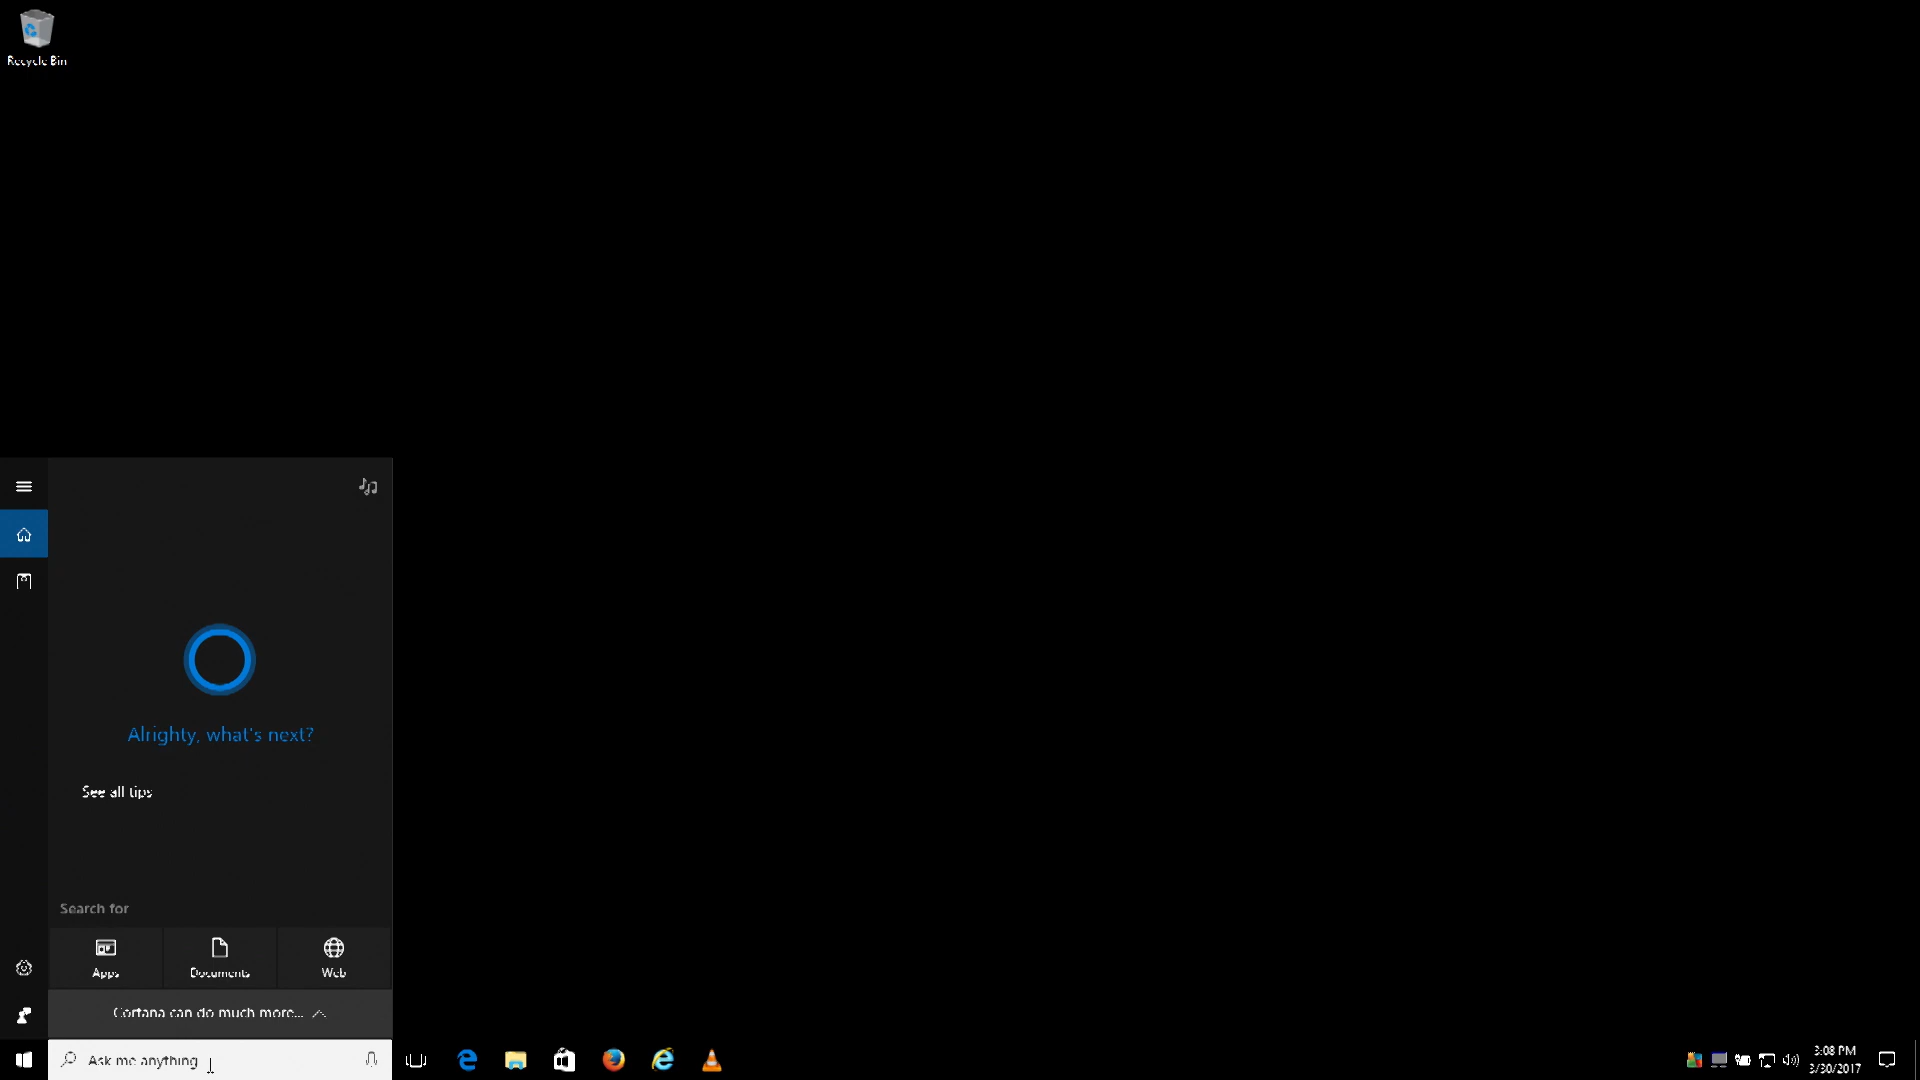 Recycle Bin
Alrighty, what's next?
See all tips
Search for
Apps
Documents
Web
Cortana can do much more...
Ask me anything
3:08 PM
3/30/2017